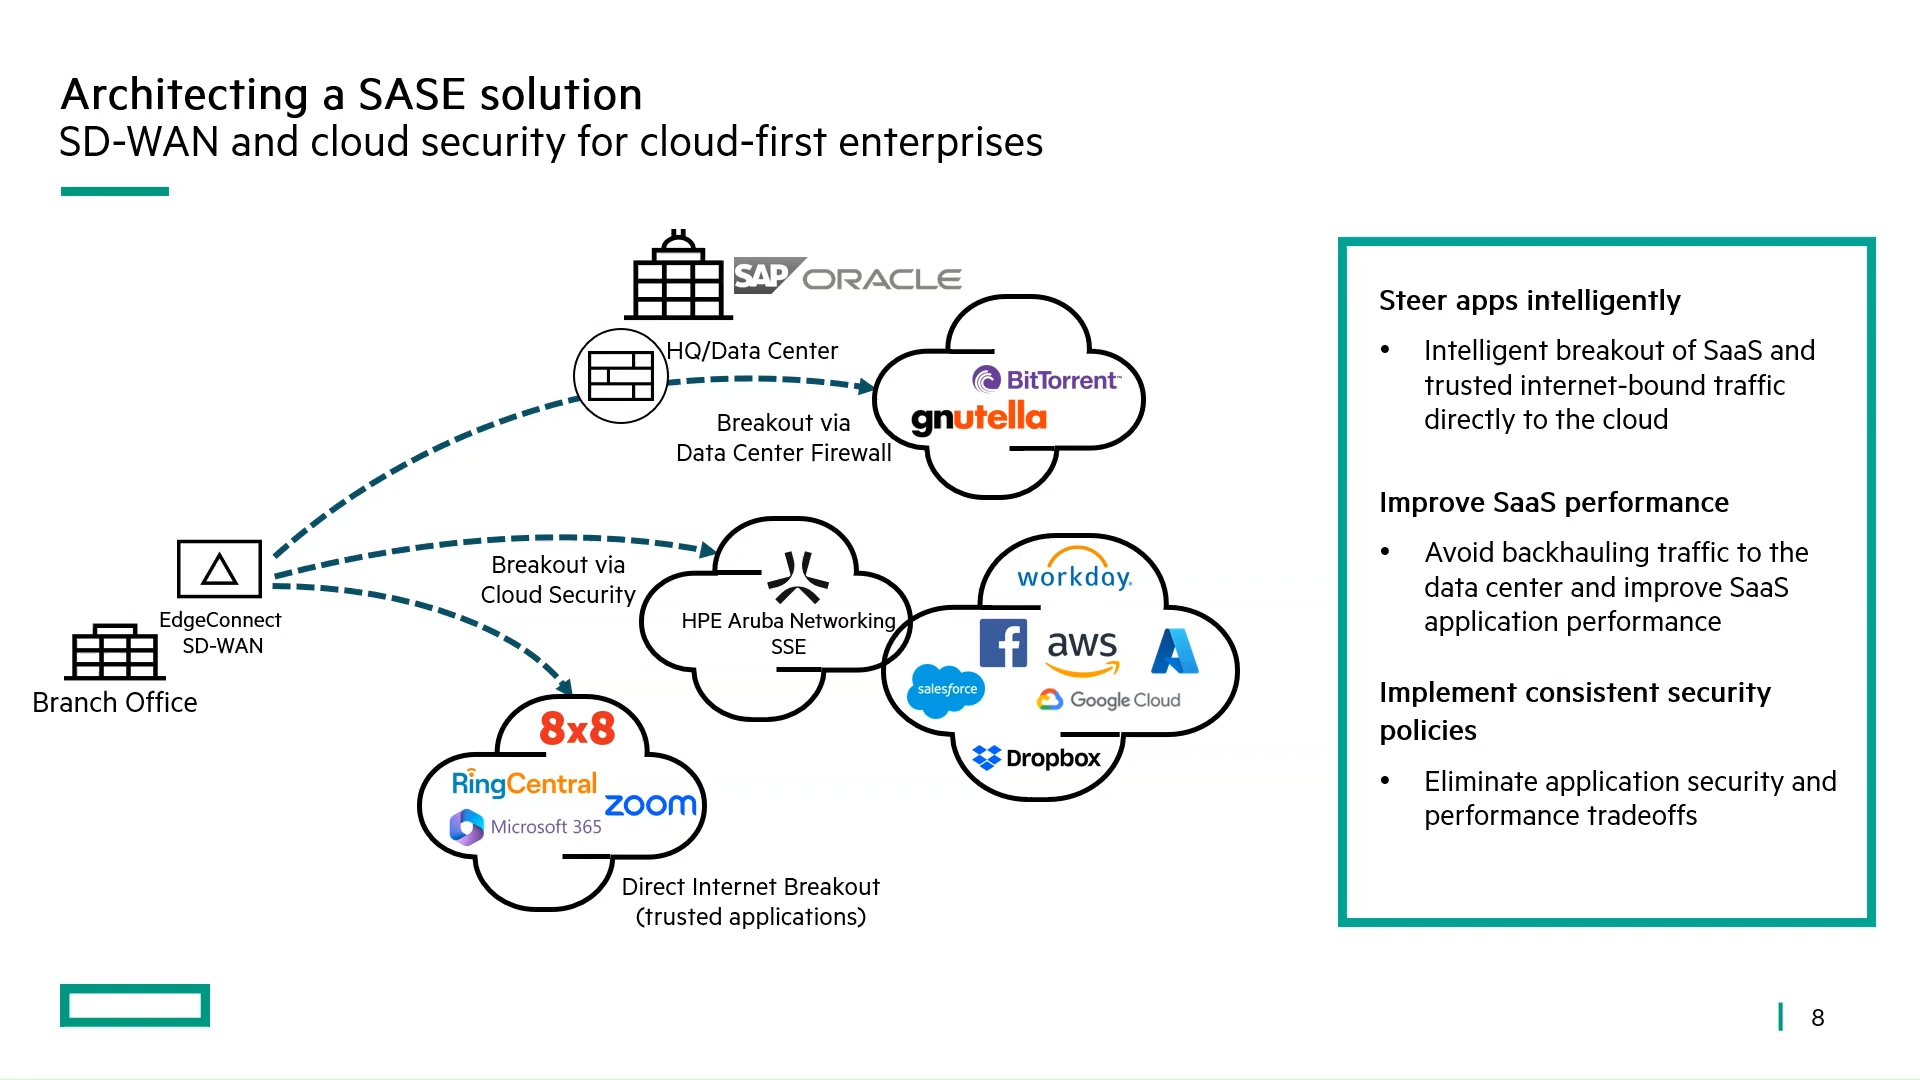 Architecting a SASE solution
SD-WAN and cloud security for cloud-first enterprises
SAP ORACLE
HQ/Data Center
BitTorrent™
gnutella
Breakout via
Data Center Firewall
EdgeConnect
SD-WAN
Branch Office
Breakout via
Cloud Security
HPE Aruba Networking
SSE
workday.
aws
salesforce
Google Cloud
Dropbox
8x8
RingCentral
zoom
Microsoft 365
Direct Internet Breakout
(trusted applications)
Steer apps intelligently
• Intelligent breakout of SaaS and
trusted internet-bound traffic
directly to the cloud
Improve SaaS performance
• Avoid backhauling traffic to the
data center and improve SaaS
application performance
Implement consistent security
policies
• Eliminate application security and
performance tradeoffs
8